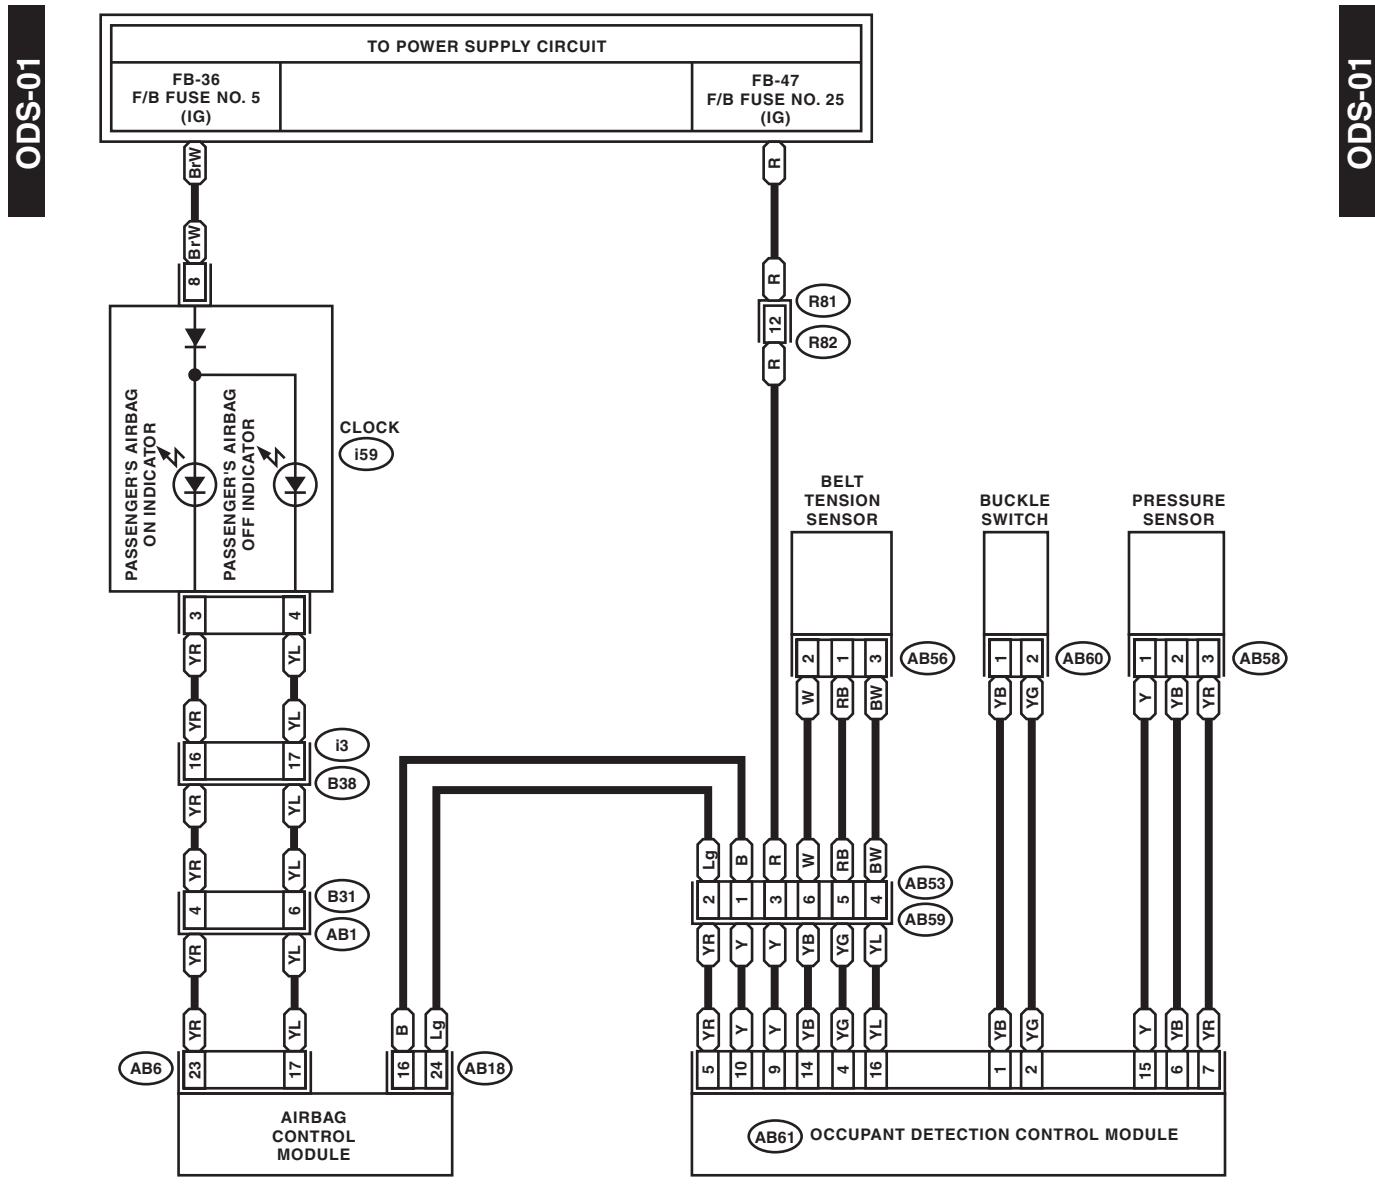 ODS-01
ODS-01
TO POWER SUPPLY CIRCUIT
FB-36
F/B FUSE NO. 5
(IG)
FB-47
F/B FUSE NO. 25
(IG)
BrW
R
BrW
8
R
12
R81
R82
R
PASSENGER'S AIRBAG
ON INDICATOR
PASSENGER'S AIRBAG
OFF INDICATOR
CLOCK
i59
BELT
TENSION
SENSOR
BUCKLE
SWITCH
PRESSURE
SENSOR
3 4
YR YL
2 1 3
AB56
1 2
AB60
1 2 3
AB58
W RB BW
YB YG
Y YB YR
YR YL
16 17
i3
B38
YR YL
YR YL
4 6
B31
AB1
YR YL
Lg B R W RB BW
2 1 3 6 5 4
AB53
AB59
YR Y Y YB YG YL
YR YL
B Lg
YR Y Y YB YG YL
YB YG
Y YB YR
AB6
23 17
16 24
AB18
5 10 9 14 4 16
1 2
15 6 7
AIRBAG
CONTROL
MODULE
AB61 OCCUPANT DETECTION CONTROL MODULE